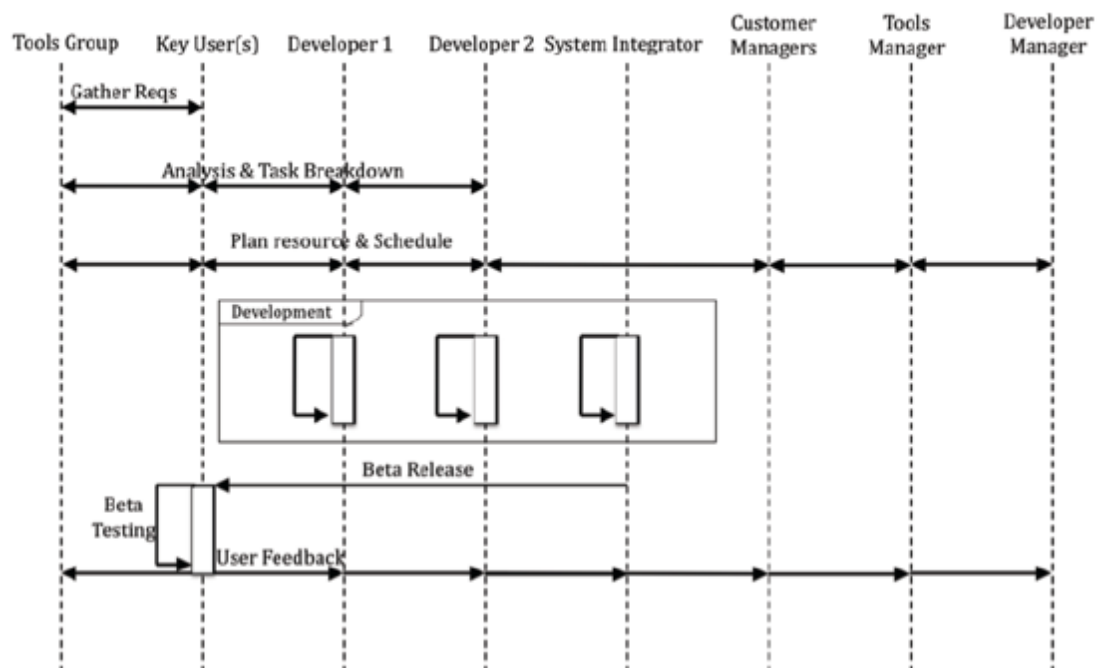 Tools Group
Key User(s)
Developer 1
Developer 2
System Integrator
Customer
Managers
Tools
Manager
Developer
Manager
Gather Reqs
Analysis & Task Breakdown
Plan resource & Schedule
Development
Beta Release
Beta
Testing
User Feedback